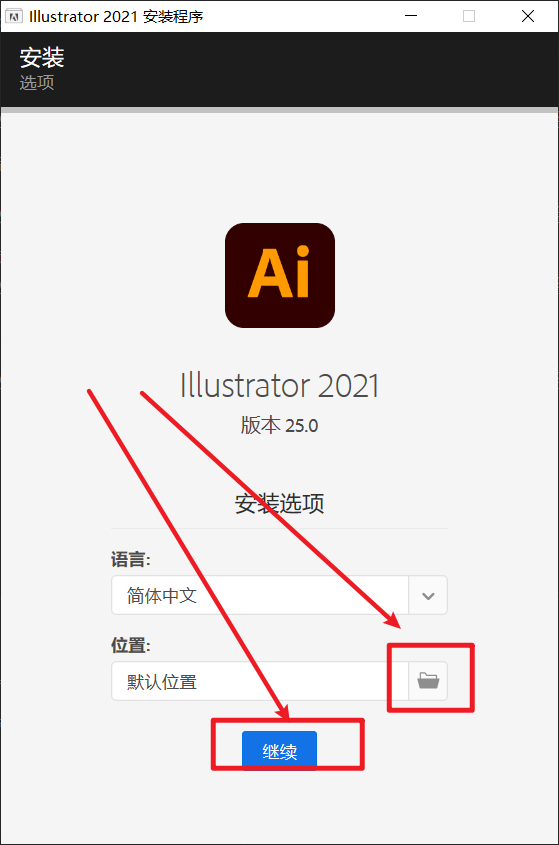 Illustrator 2021 安装程序
安装
选项
Ai
Illustrator 2021
版本 25.0
安装选项
语言:
简体中文
位置:
默认位置
继续